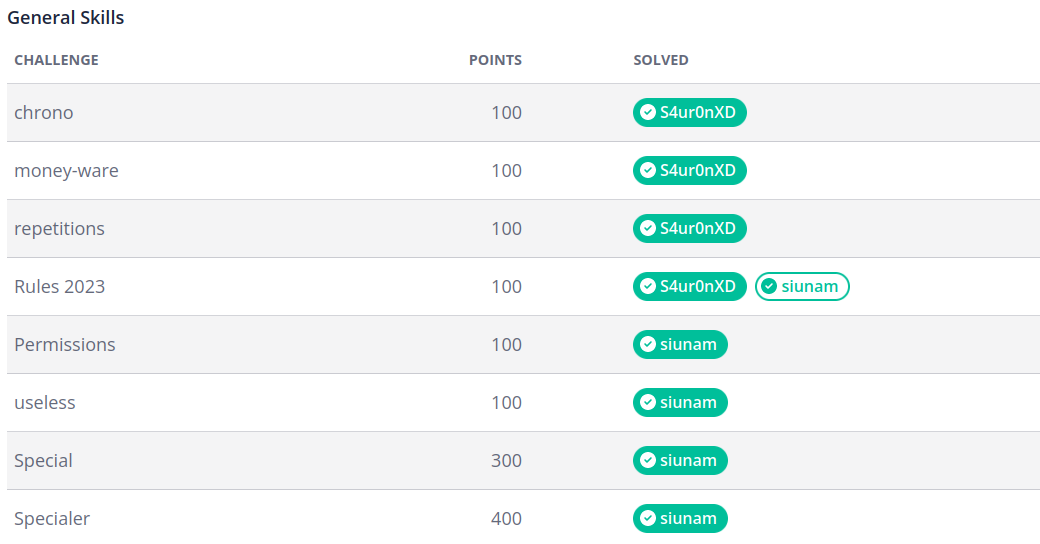 General Skills
CHALLENGE POINTS SOLVED
chrono 100 S4ur0nXD
money-ware 100 S4ur0nXD
repetitions 100 S4ur0nXD
Rules 2023 100 S4ur0nXD siunam
Permissions 100 siunam
useless 100 siunam
Special 300 siunam
Specialer 400 siunam